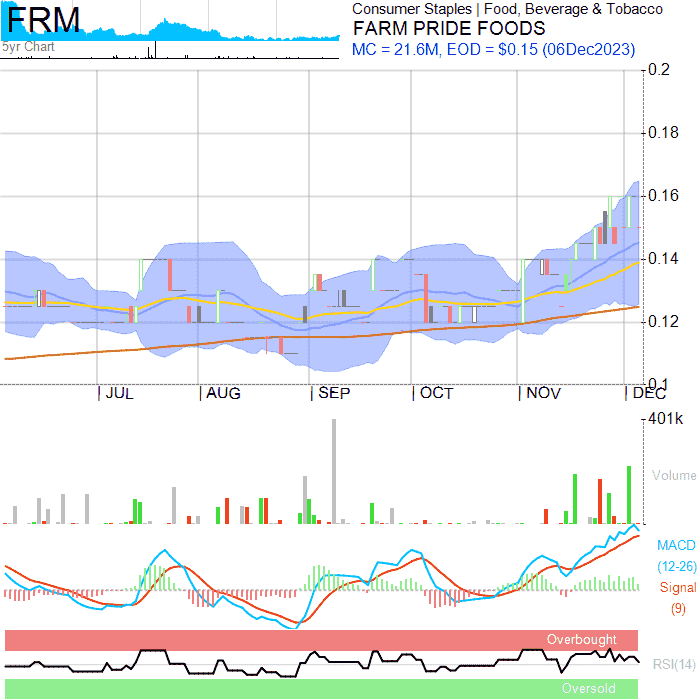 FRM
5yr Chart
Consumer Staples | Food, Beverage & Tobacco
FARM PRIDE FOODS
MC = 21.6M, EOD = $0.15 (06Dec2023)
0.2
0.18
0.16
0.14
0.12
0.1
JUL
AUG
SEP
OCT
NOV
DEC
401k
Volume
MACD
(12-26)
Signal
(9)
Overbought
RSI(14)
Oversold